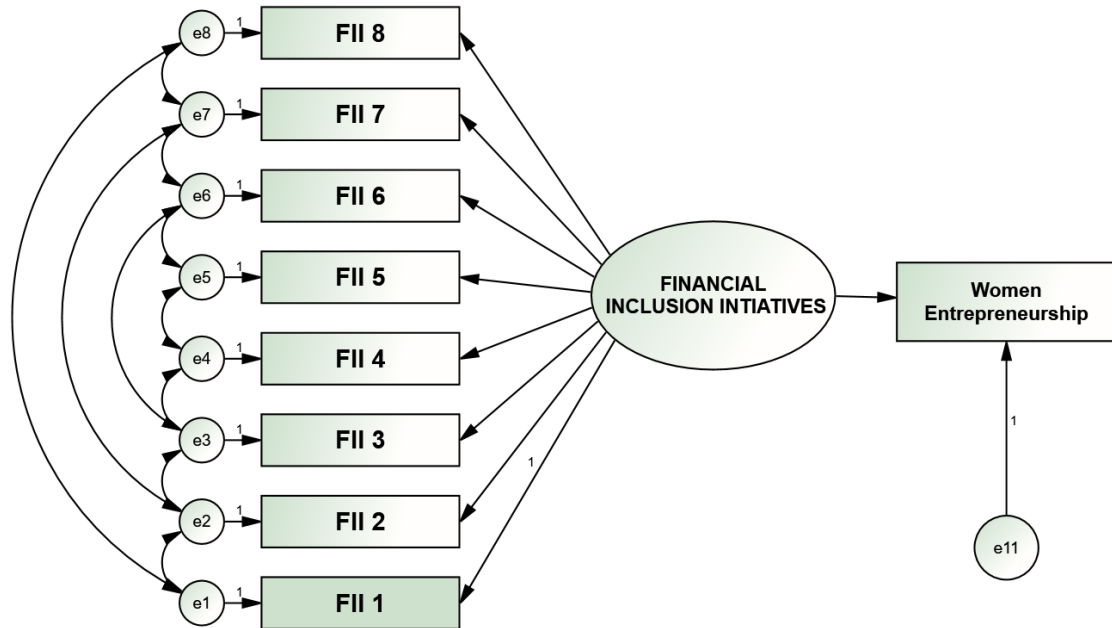 e8 1 FII 8
e7 1 FII 7
e6 1 FII 6
e5 1 FII 5
e4 1 FII 4
e3 1 FII 3
e2 1 FII 2
e1 1 FII 1
1
FINANCIAL
INCLUSION INTIATIVES
Women
Entrepreneurship
1
e11